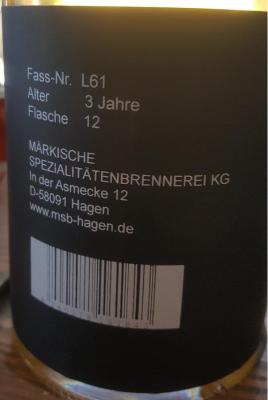 Fass-Nr. L61
Alter 3 Jahre
Flasche 12
MÄRKISCHE
SPEZIALITÄTENBRENNEREI KG
In der Asmecke 12
D-58091 Hagen
www.msb-hagen.de